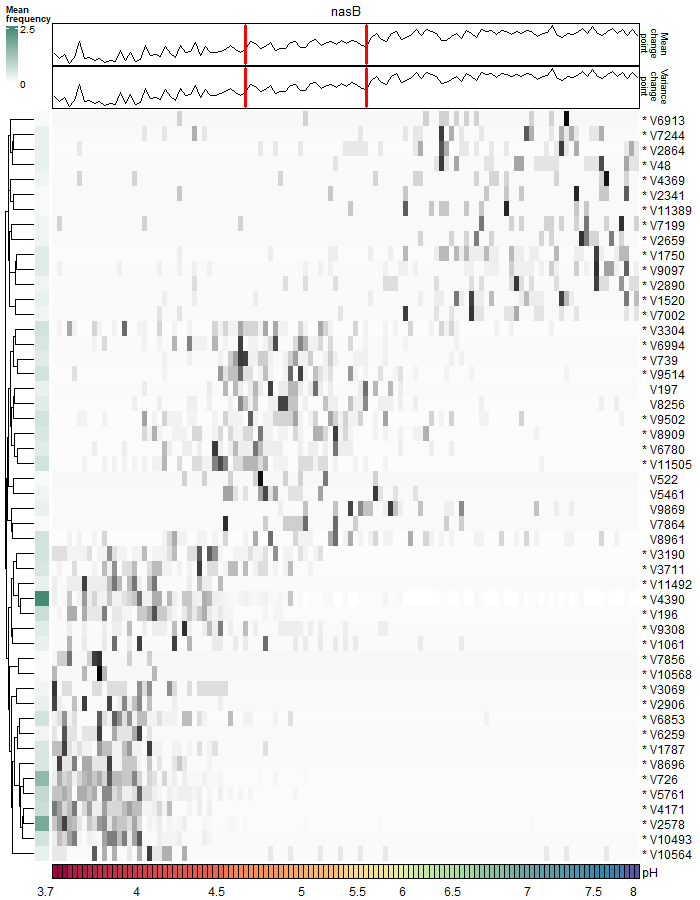 nasB
Mean
frequency
2.5
0
Mean
change
point
Variance
change
point
* V6913
* V7244
* V2864
* V48
* V4369
* V2341
* V11389
* V7199
* V2659
* V1750
* V9097
* V2890
* V1520
* V7002
* V3304
* V6994
* V739
* V9514
V197
V8256
* V9502
* V8909
* V6780
* V11505
V522
V5461
V9869
V7864
V8961
* V3190
* V3711
* V11492
* V4390
* V196
* V9308
* V1061
* V7856
* V10568
* V3069
* V2906
* V6853
* V6259
* V1787
* V8696
* V726
* V5761
* V4171
* V2578
* V10493
* V10564
pH
3.7 4 4.5 5 5.5 6 6.5 7 7.5 8